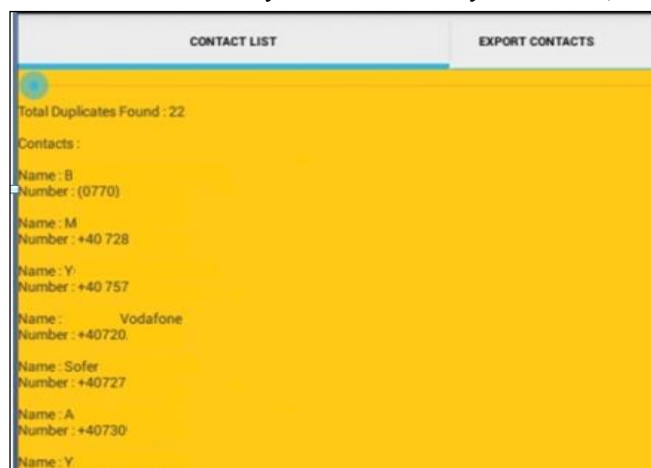 CONTACT LIST
EXPORT CONTACTS
Total Duplicates Found : 22
Contacts :
Name : B
Number : (0770)
Name : M
Number : +40 728
Name : Y
Number : +40 757
Name : Vodafone
Number : +40720
Name : Sofer
Number : +40727
Name : A
Number : +40730
Name : Y